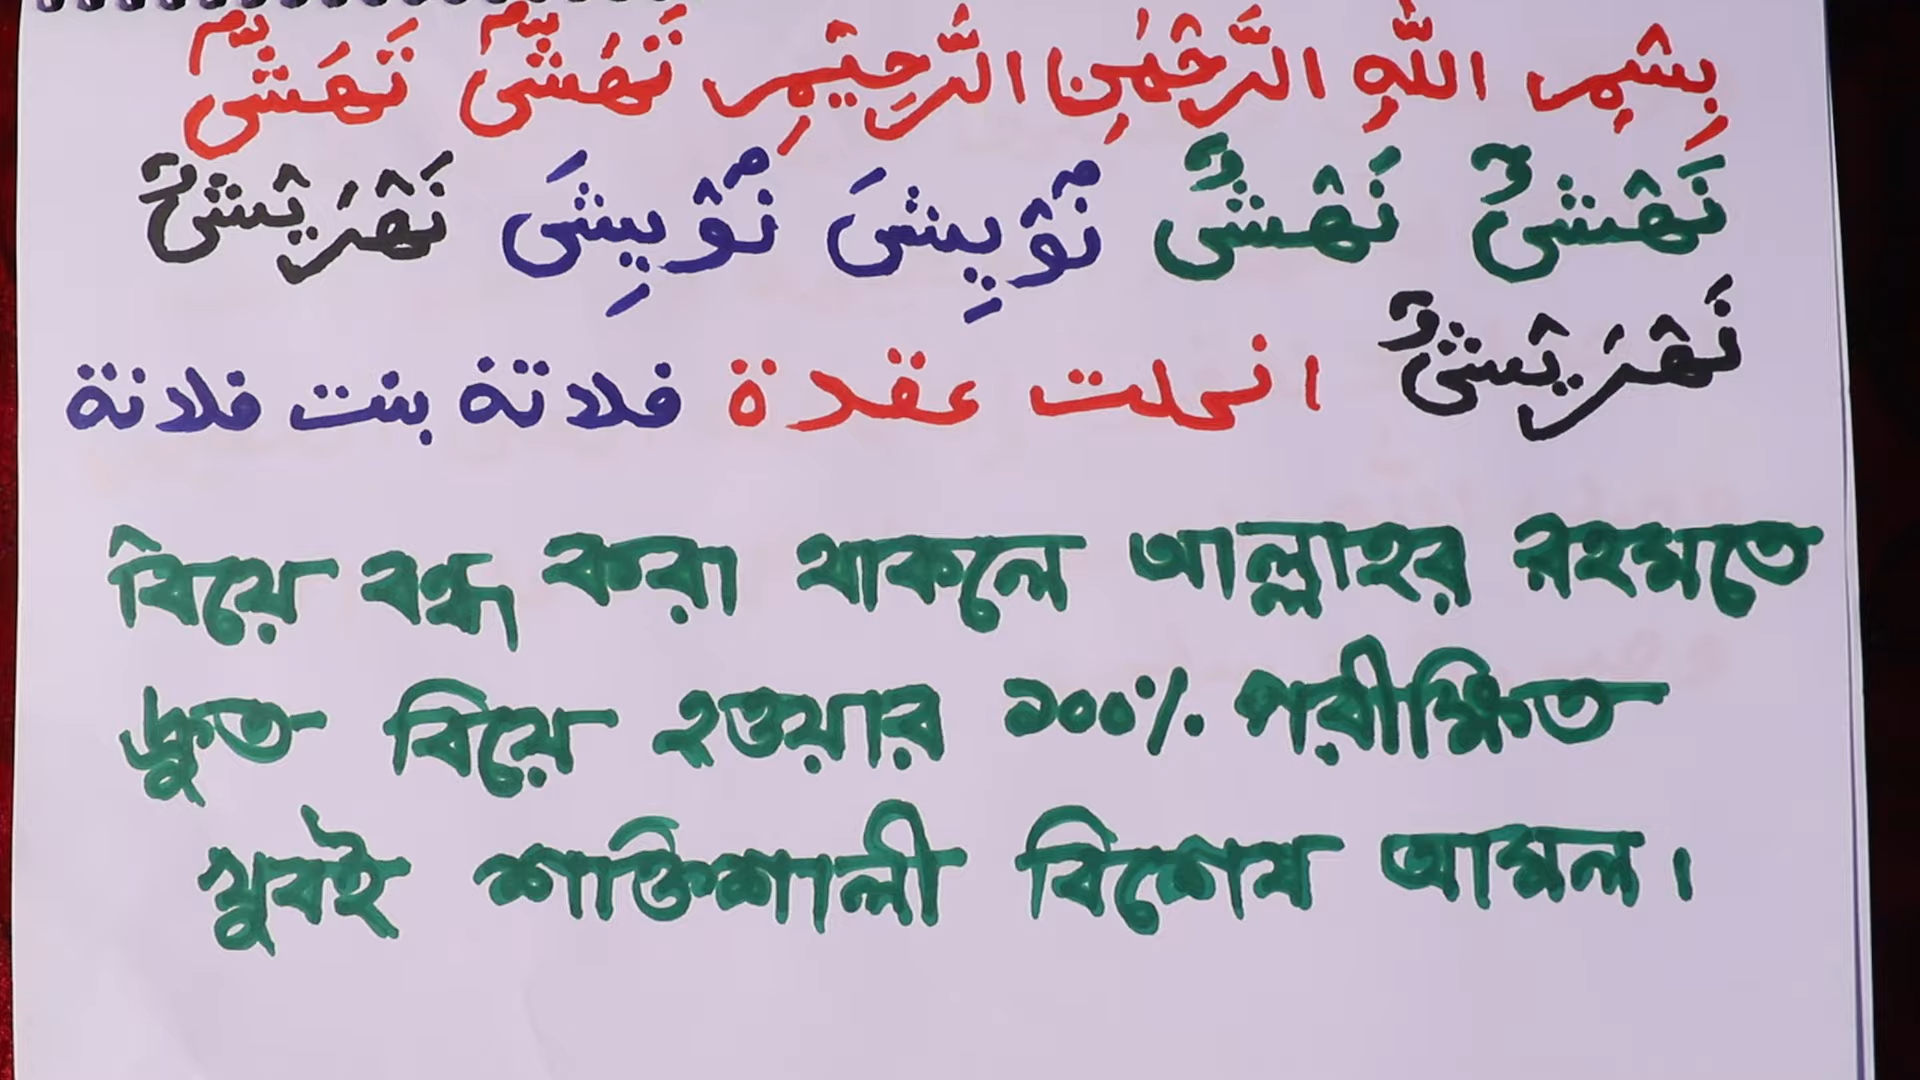 بِسْمِ اللّٰهِ الرَّحْمٰنِ الرَّحِيْمِ نَهَشٌ نَهَشٌ
نَهْشٌ نَهْشٌ نُوْيِشَ نُوْيِشَ نَهْرَيْشٌ
نَهْرَيْشٌ انحلت عقدة فلانة بنت فلانة
বিয়ে বন্ধ করা থাকলে আল্লাহর রহমতে
দ্রুত বিয়ে হওয়ার ১০০% পরীক্ষিত
খুবই শক্তিশালী বিশেষ আমল।